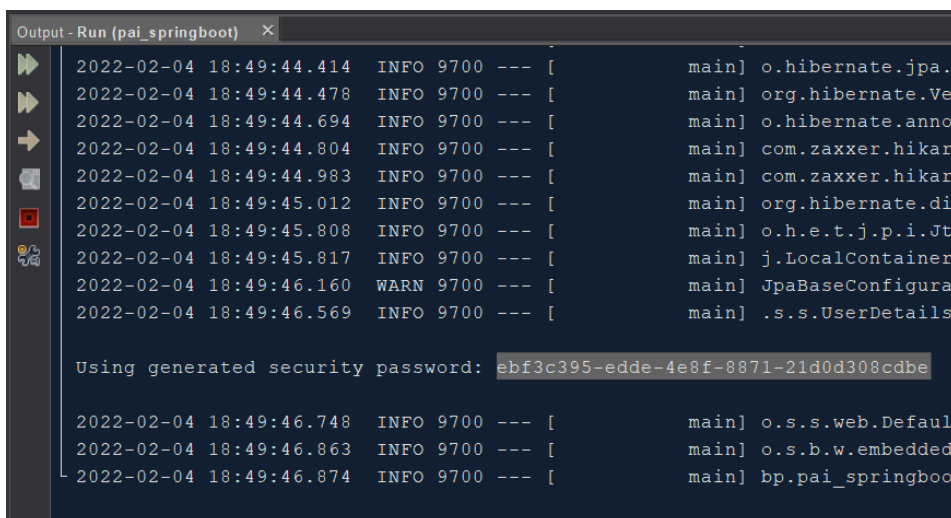 Output - Run (pai_springboot) ×
2022-02-04 18:49:44.414 INFO 9700 --- [ main] o.hibernate.jpa.
2022-02-04 18:49:44.478 INFO 9700 --- [ main] org.hibernate.Ve
2022-02-04 18:49:44.694 INFO 9700 --- [ main] o.hibernate.anno
2022-02-04 18:49:44.804 INFO 9700 --- [ main] com.zaxxer.hikar
2022-02-04 18:49:44.983 INFO 9700 --- [ main] com.zaxxer.hikar
2022-02-04 18:49:45.012 INFO 9700 --- [ main] org.hibernate.di
2022-02-04 18:49:45.808 INFO 9700 --- [ main] o.h.e.t.j.p.i.Jt
2022-02-04 18:49:45.817 INFO 9700 --- [ main] j.LocalContainer
2022-02-04 18:49:46.160 WARN 9700 --- [ main] JpaBaseConfigura
2022-02-04 18:49:46.569 INFO 9700 --- [ main] .s.s.UserDetails
Using generated security password: ebf3c395-edde-4e8f-8871-21d0d308cdbe
2022-02-04 18:49:46.748 INFO 9700 --- [ main] o.s.s.web.Defaul
2022-02-04 18:49:46.863 INFO 9700 --- [ main] o.s.b.w.embedded
2022-02-04 18:49:46.874 INFO 9700 --- [ main] bp.pai_springboo